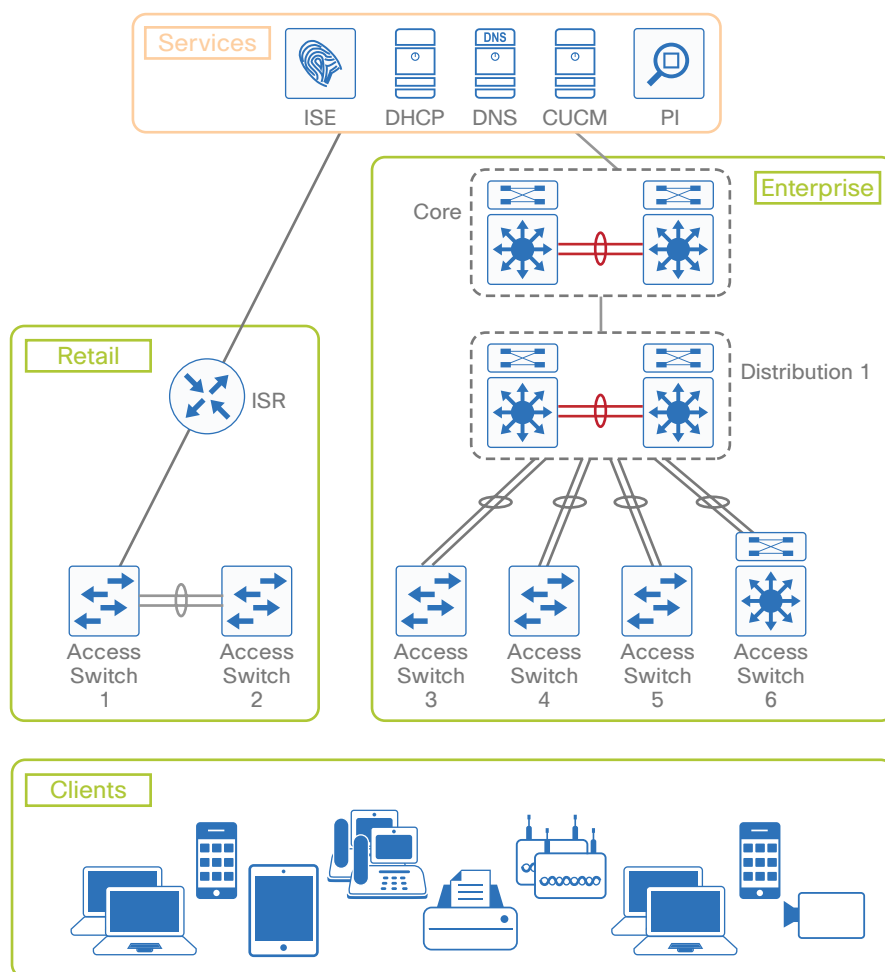 Services
DNS
ISE
DHCP
DNS
CUCM
PI
Enterprise
Core
Retail
ISR
Distribution 1
Access
Switch
1
Access
Switch
2
Access
Switch
3
Access
Switch
4
Access
Switch
5
Access
Switch
6
Clients